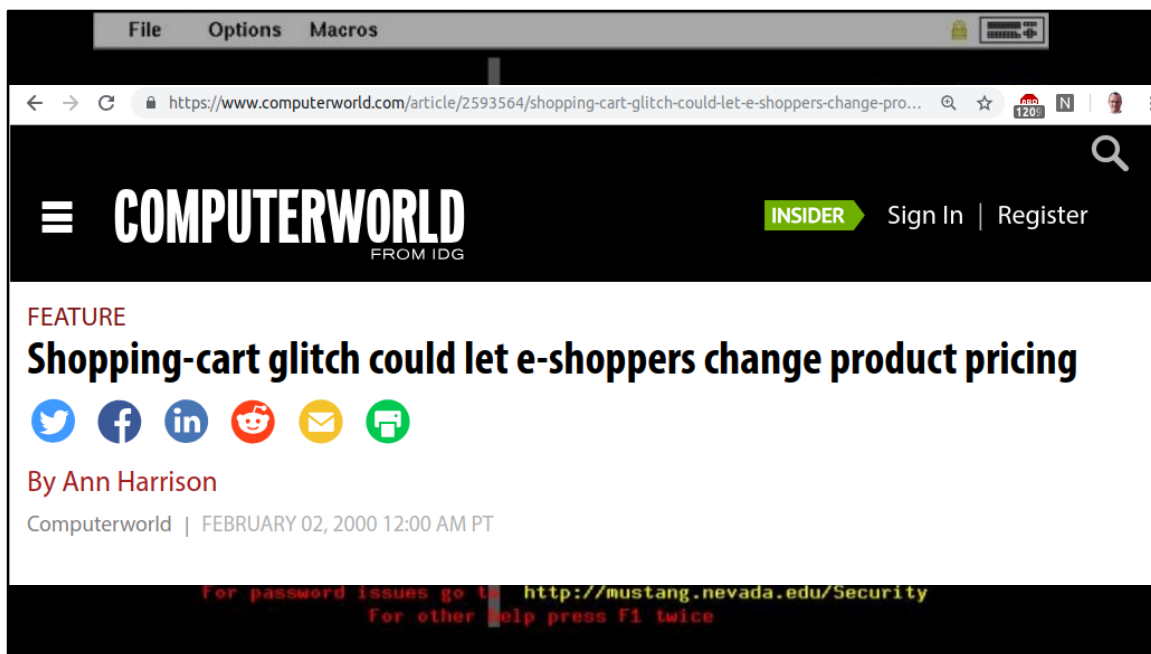 File Options Macros
https://www.computerworld.com/article/2593564/shopping-cart-glitch-could-let-e-shoppers-change-pro...
ABP
1209
N
COMPUTERWORLD
FROM IDG
INSIDER Sign In | Register
FEATURE
Shopping-cart glitch could let e-shoppers change product pricing
in
By Ann Harrison
Computerworld | FEBRUARY 02, 2000 12:00 AM PT
For password issues go to http://mustang.nevada.edu/Security
For other help press F1 twice